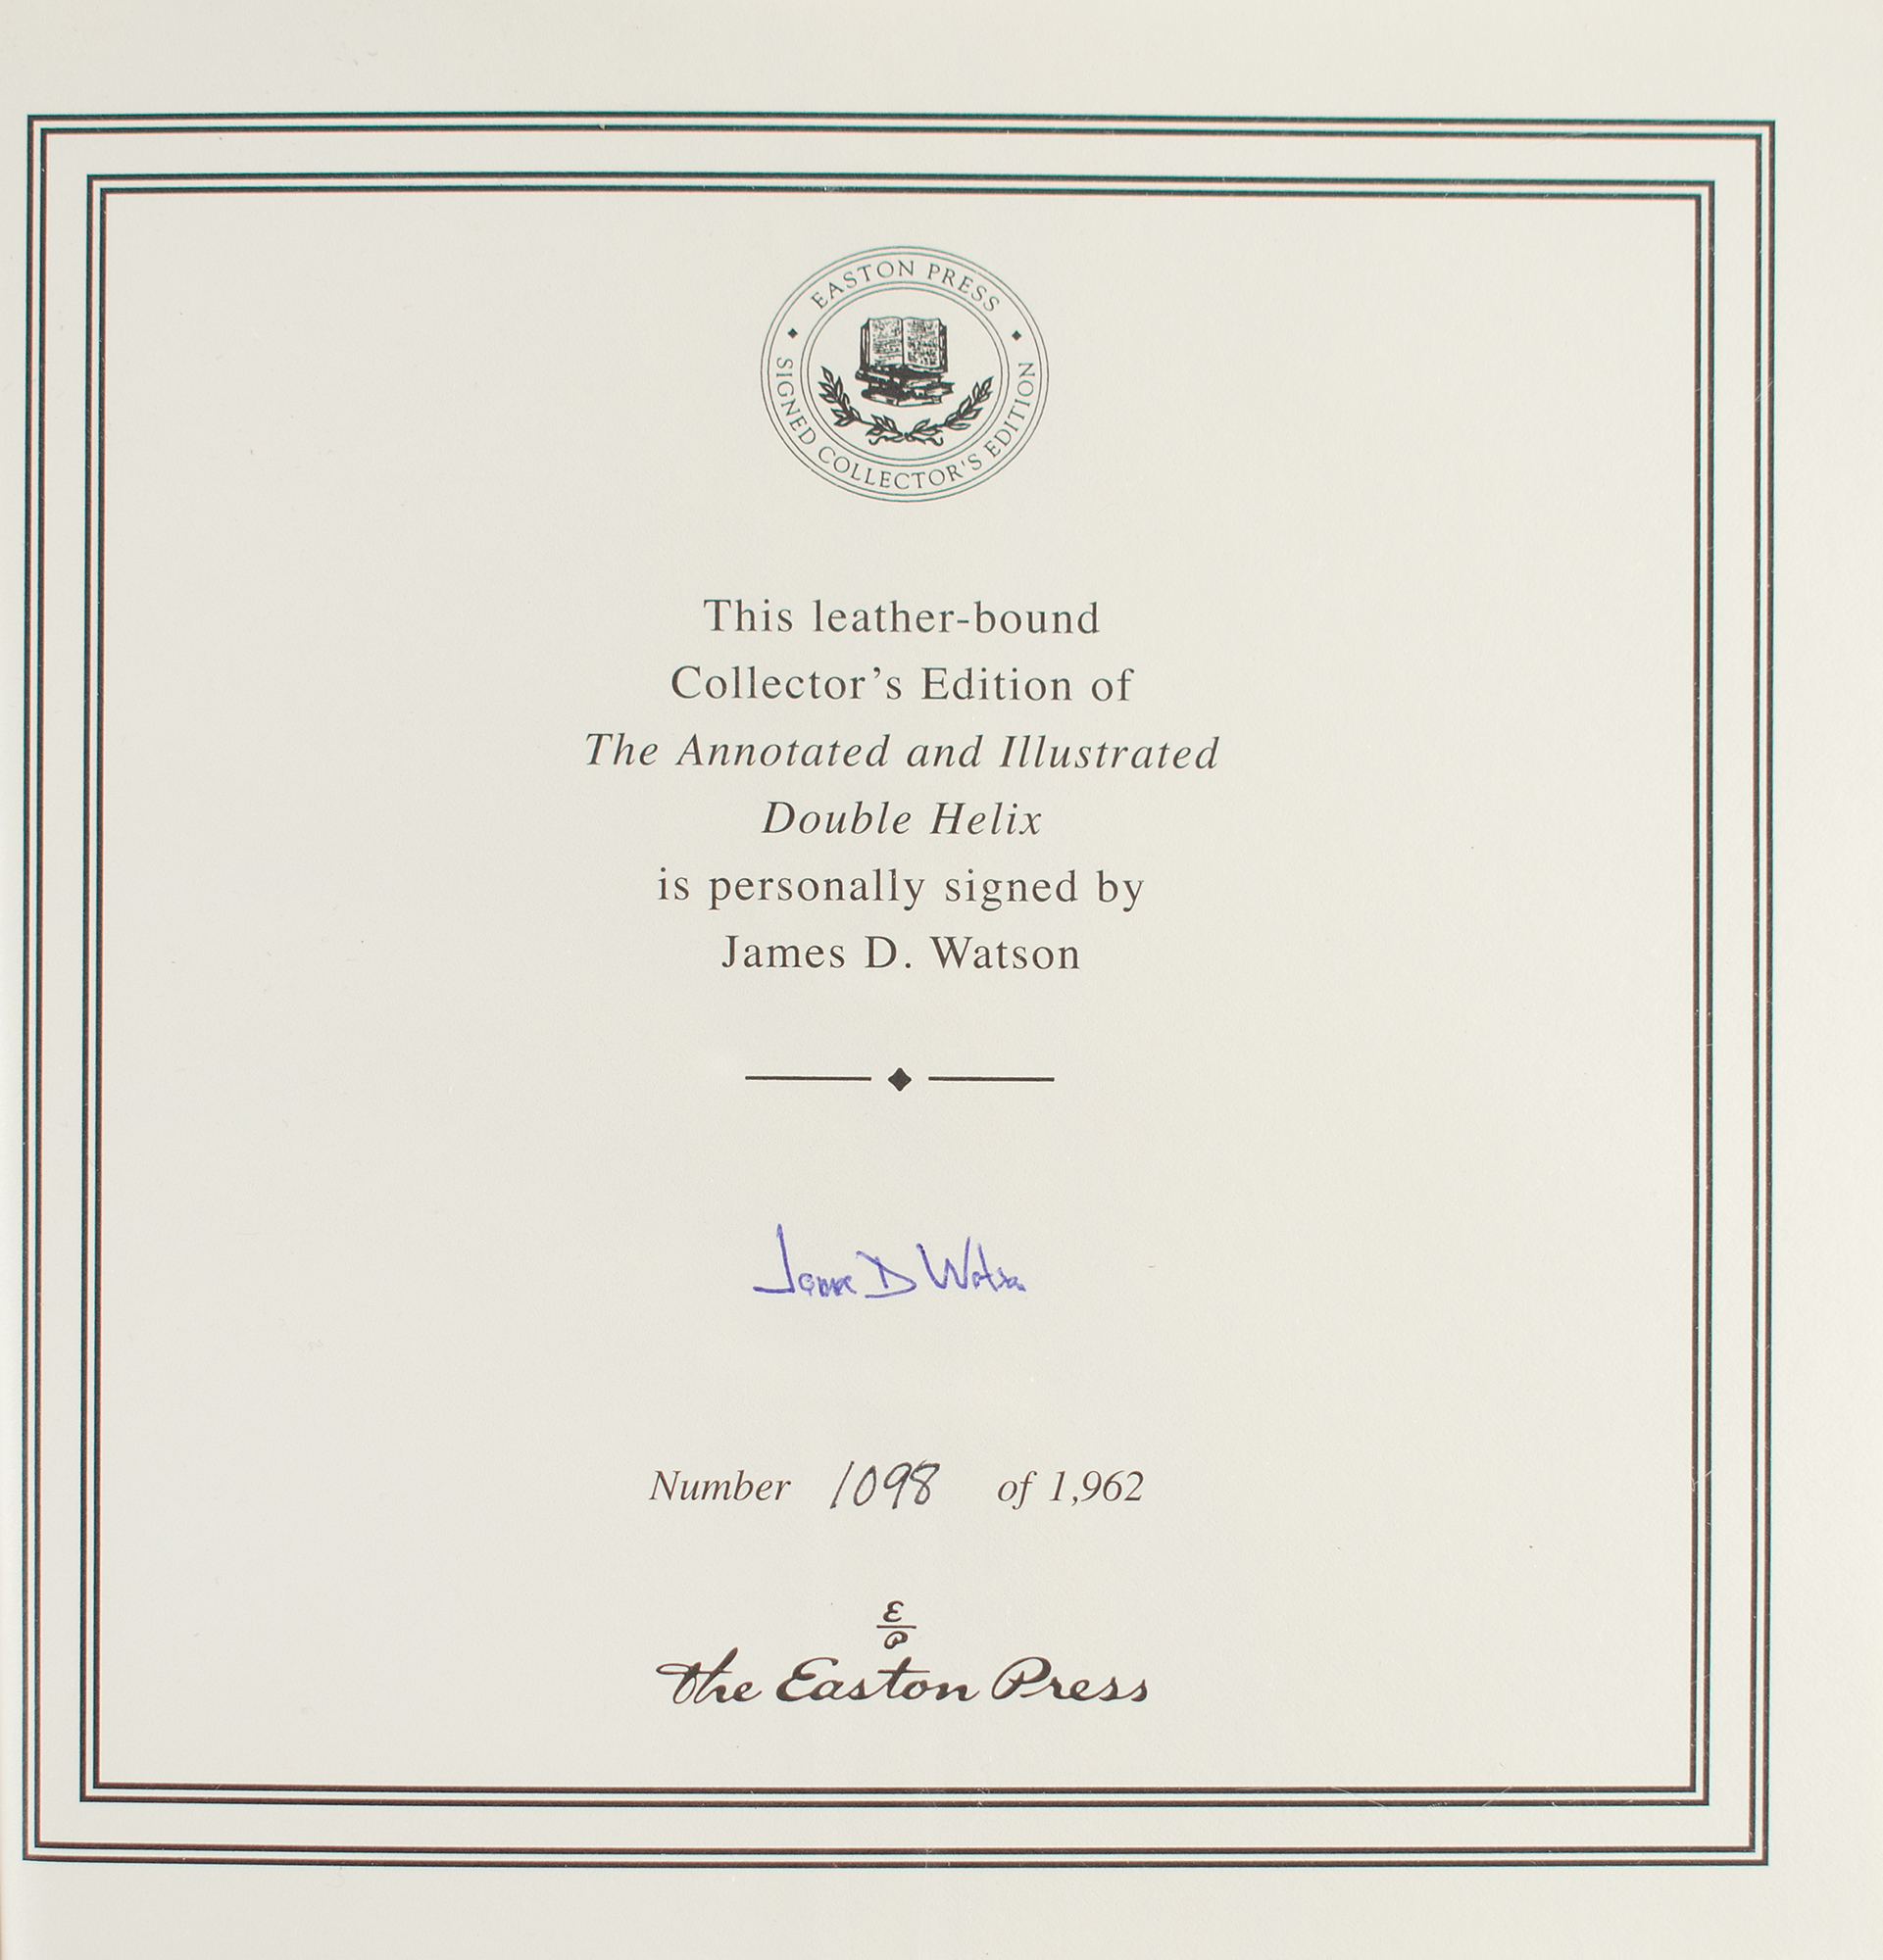 EASTON PRESS
SIGNED COLLECTOR'S EDITION
This leather-bound
Collector’s Edition of
The Annotated and Illustrated
Double Helix
is personally signed by
James D. Watson
James D Watson
Number 1098 of 1,962
E
P
The Easton Press